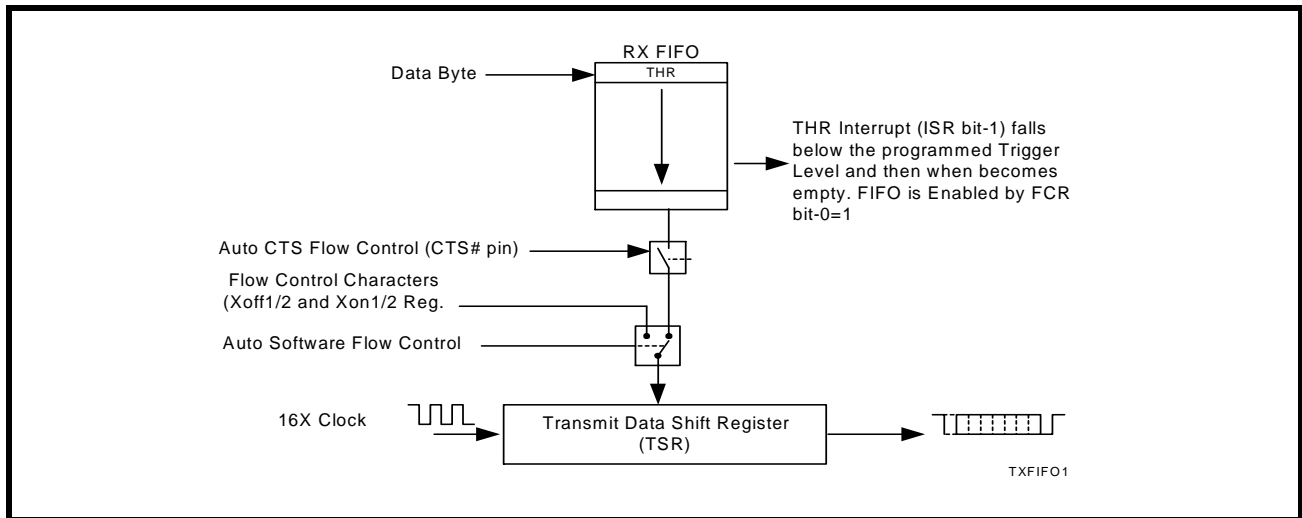 RX FIFO
THR
Data Byte
THR Interrupt (ISR bit-1) falls
below the programmed Trigger
Level and then when becomes
empty. FIFO is Enabled by FCR
bit-0=1
Auto CTS Flow Control (CTS# pin)
Flow Control Characters
(Xoff1/2 and Xon1/2 Reg.
Auto Software Flow Control
16X Clock
Transmit Data Shift Register
(TSR)
TXFIFO1